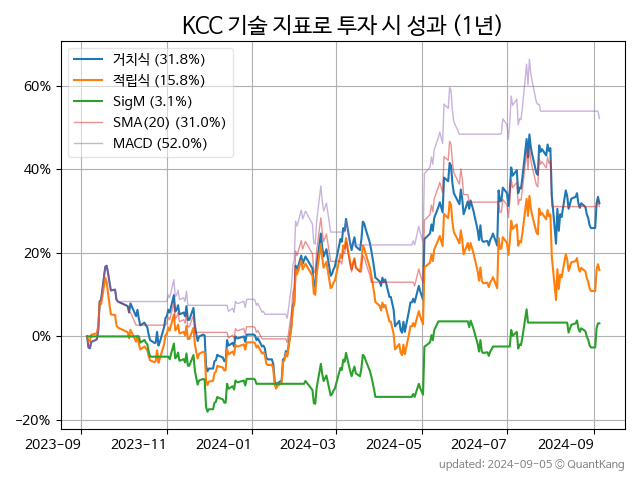 KCC 기술 지표로 투자 시 성과 (1년)
거치식 (31.8%)
적립식 (15.8%)
SigM (3.1%)
SMA(20) (31.0%)
MACD (52.0%)
60%
40%
20%
0%
−20%
2023-09 2023-11 2024-01 2024-03 2024-05 2024-07 2024-09
updated: 2024-09-05 © QuantKang